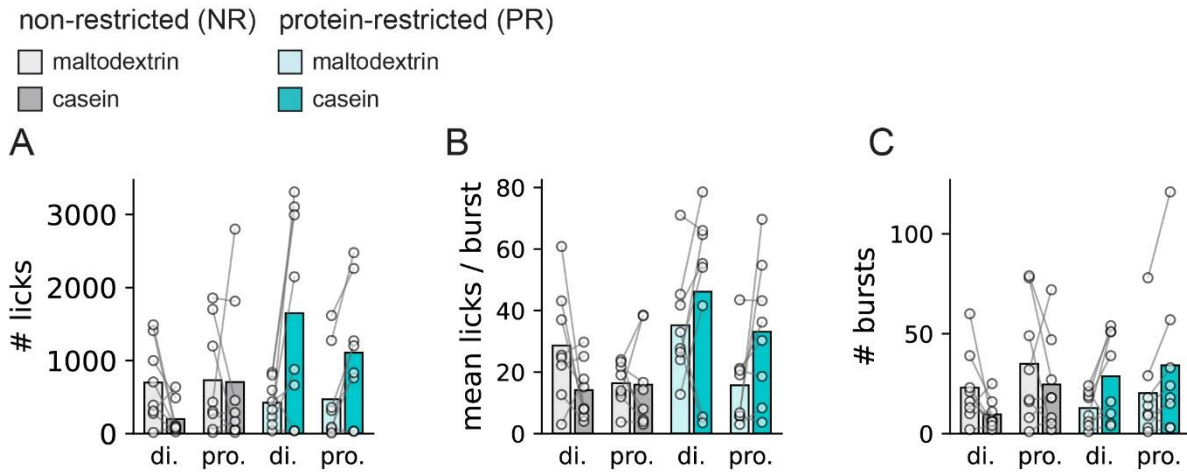 non-restricted (NR) protein-restricted (PR)
maltodextrin maltodextrin
casein casein
A
# licks
3000
2000
1000
0
di. pro. di. pro.
B
mean licks / burst
80
60
40
20
0
di. pro. di. pro.
C
# bursts
100
50
0
di. pro. di. pro.